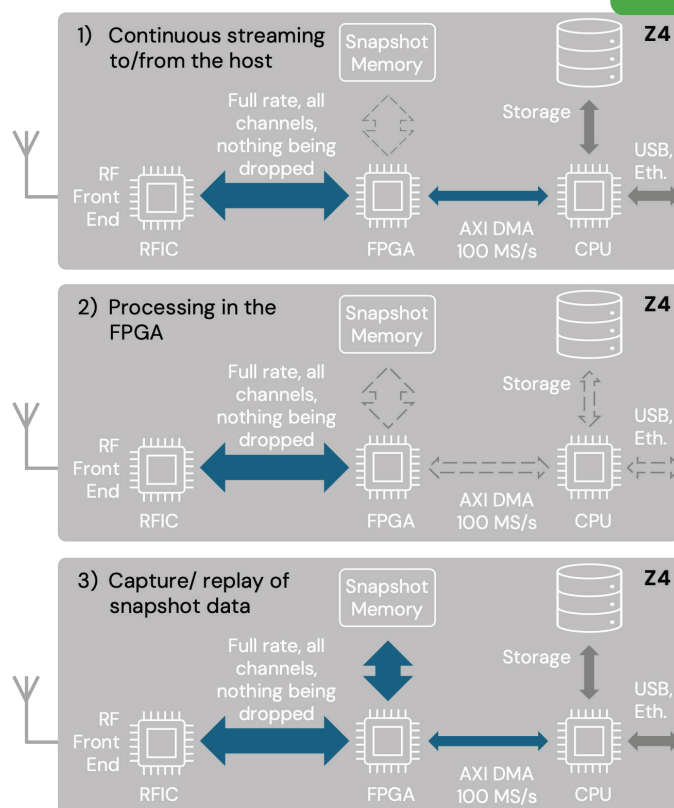 1) Continuous streaming
to/from the host
Snapshot
Memory
Z4
Full rate, all
channels,
nothing being
dropped
Storage
USB,
Eth.
RF
Front
End
AXI DMA
100 MS/s
RFIC
FPGA
CPU
2) Processing in the
FPGA
Snapshot
Memory
Z4
Full rate, all
channels,
nothing being
dropped
Storage
USB,
Eth.
RF
Front
End
AXI DMA
100 MS/s
RFIC
FPGA
CPU
3) Capture/ replay of
snapshot data
Snapshot
Memory
Z4
Full rate, all
channels,
nothing being
dropped
Storage
USB,
Eth.
RF
Front
End
AXI DMA
100 MS/s
RFIC
FPGA
CPU